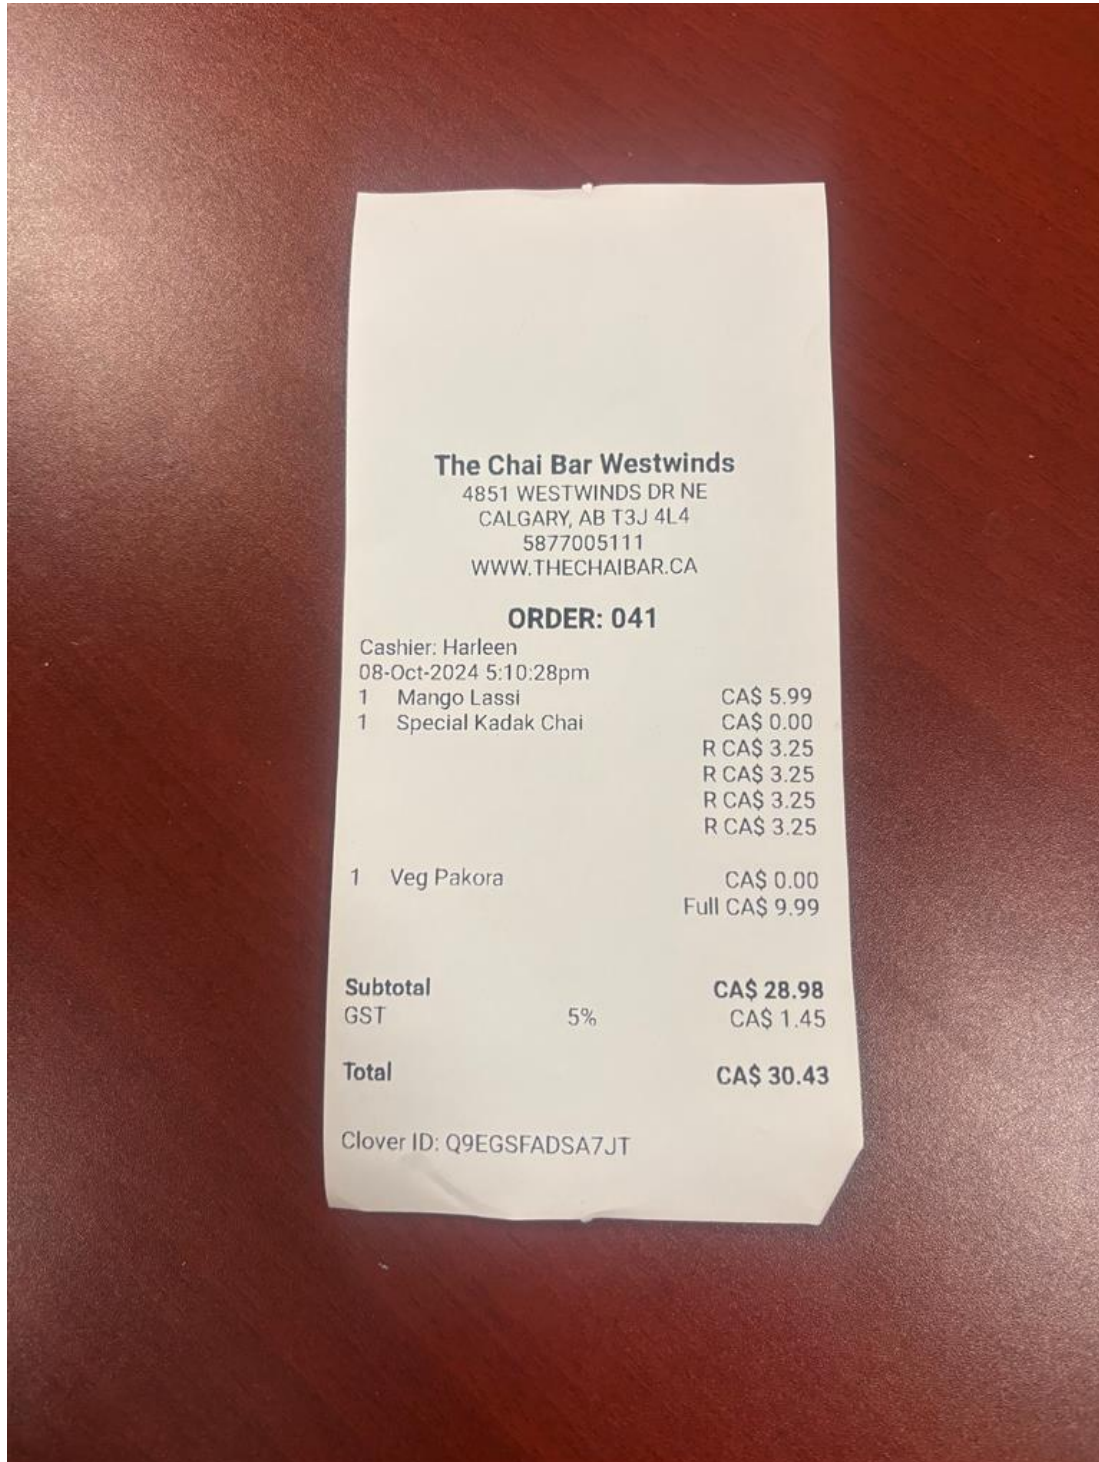 The Chai Bar Westwinds
4851 WESTWINDS DR NE
CALGARY, AB T3J 4L4
5877005111
WWW.THECHAIBAR.CA
ORDER: 041
Cashier: Harleen
08-Oct-2024 5:10:28pm
1 Mango Lassi CA$ 5.99
1 Special Kadak Chai CA$ 0.00
R CA$ 3.25
R CA$ 3.25
R CA$ 3.25
R CA$ 3.25
1 Veg Pakora CA$ 0.00
Full CA$ 9.99
Subtotal CA$ 28.98
GST 5% CA$ 1.45
Total CA$ 30.43
Clover ID: Q9EGSFADSA7JT